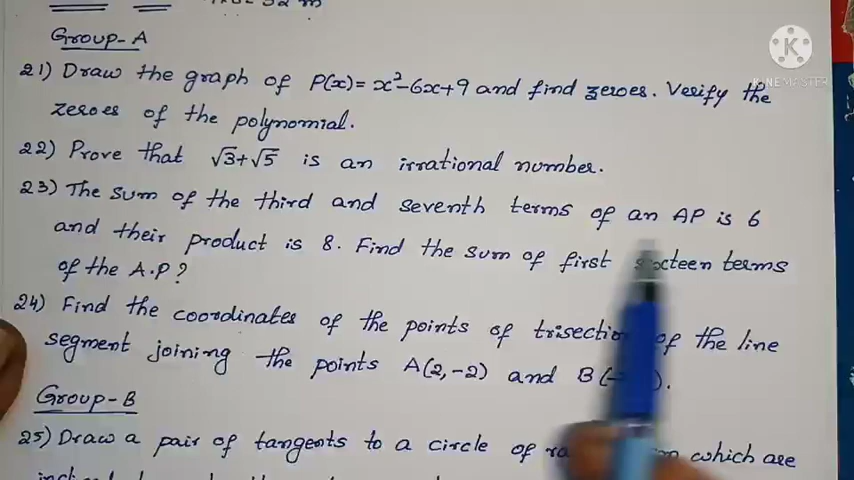 Group-A
21) Draw the graph of P(x)= x²-6x+9 and find zeroes. Verify the
zeroes of the polynomial.
22) Prove that √3+√5 is an irrational number.
23) The sum of the third and seventh terms of an AP is 6
and their product is 8. Find the sum of first sixteen terms
of the A.P?
24) Find the coordinates of the points of trisection of the line
segment joining the points A(2,-2) and B(
Group-B
25) Draw a pair of tangents to a circle of which are
K
KINEMASTER